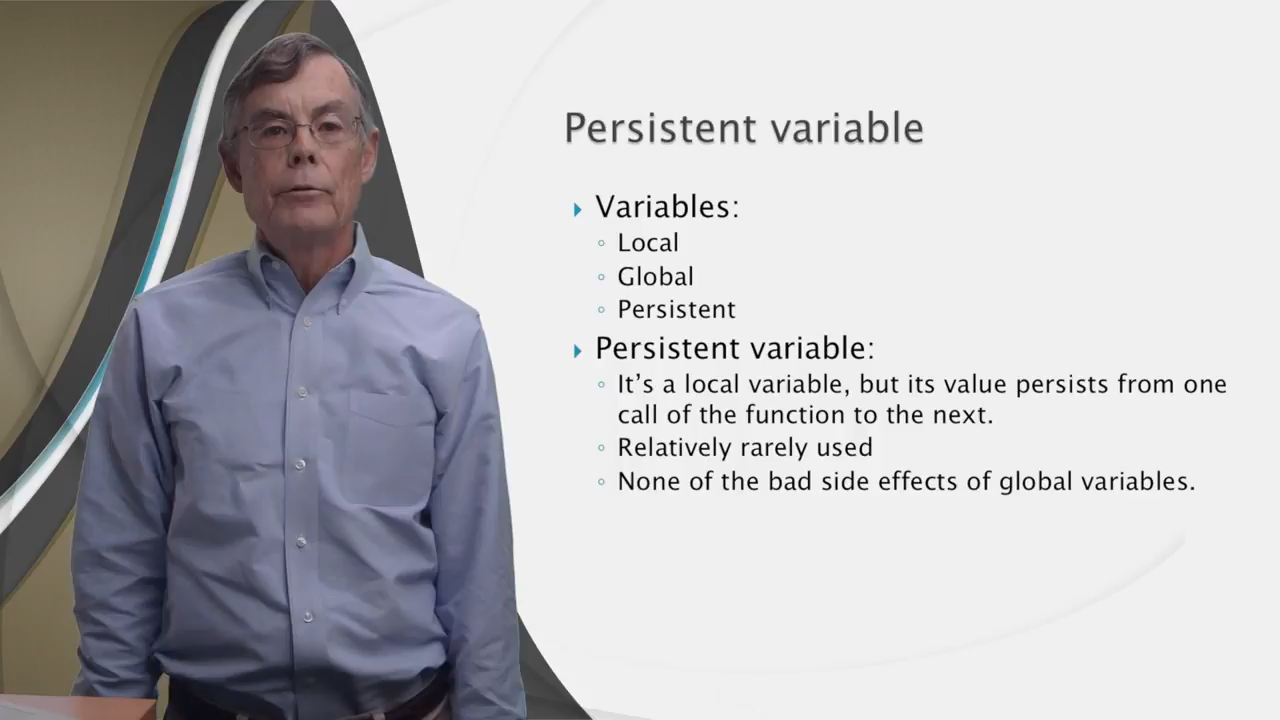 Persistent variable
Variables:
Local
Global
Persistent
Persistent variable:
It's a local variable, but its value persists from one
call of the function to the next.
Relatively rarely used
None of the bad side effects of global variables.